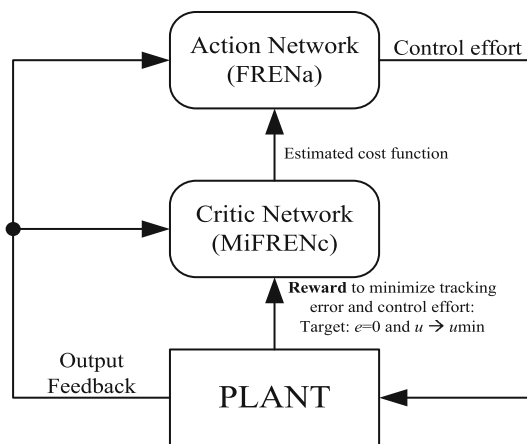 Action Network
(FRENa)
Control effort
Estimated cost function
Critic Network
(MiFRENc)
Reward to minimize tracking
error and control effort:
Target: e=0 and u → umin
Output
Feedback
PLANT